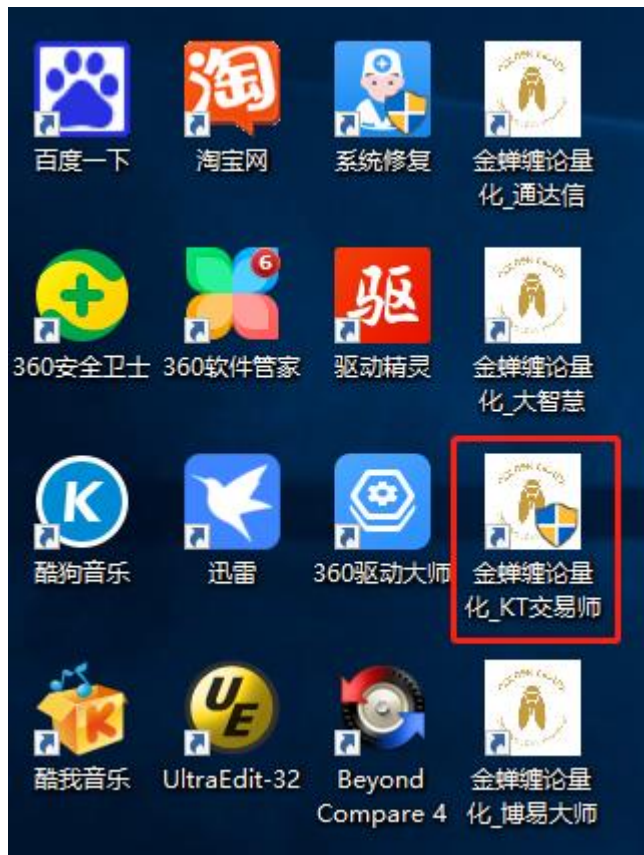 淘
百度一下
淘宝网
系统修复
金蝉缠论量
化_通达信
6
驱
360安全卫士
360软件管家
驱动精灵
金蝉缠论量
化_大智慧
K
酷狗音乐
迅雷
360驱动大师
金蝉缠论量
化_KT交易师
K
UE
酷我音乐
UltraEdit-32
Beyond
Compare 4
金蝉缠论量
化_博易大师